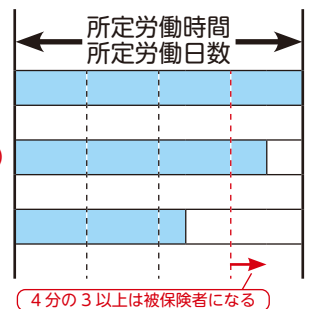 所定労働時間
所定労働日数
4分の3以上は被保険者になる